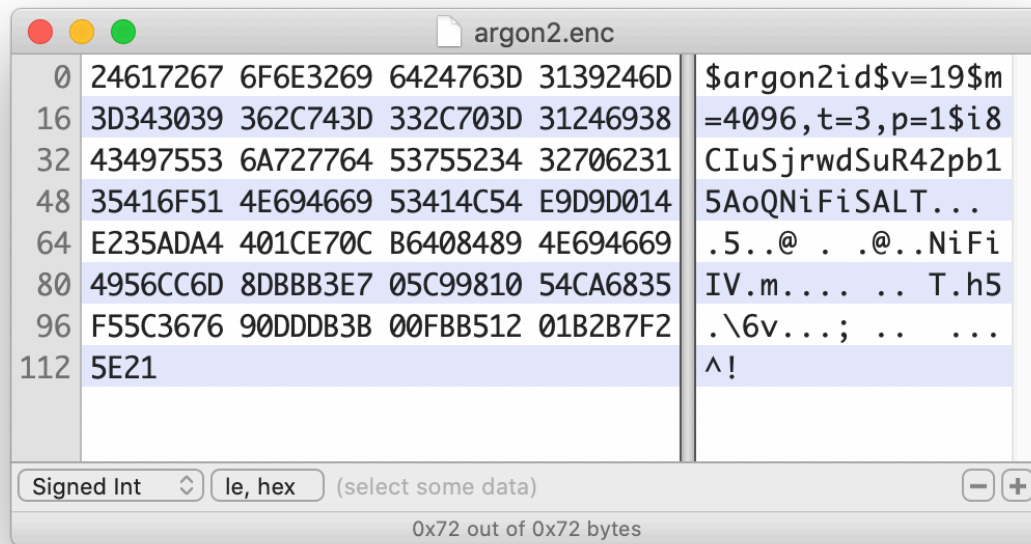 argon2.enc
0 24617267 6F6E3269 6424763D 3139246D $argon2id$v=19$m
16 3D343039 362C743D 332C703D 31246938 =4096,t=3,p=1$i8
32 43497553 6A727764 53755234 32706231 CIuSjrwdSuR42pb1
48 35416F51 4E694669 53414C54 E9D9D014 5AoQNiFiSALT...
64 E235ADA4 401CE70C B6408489 4E694669 .5..@ . .@..NiFi
80 4956CC6D 8DBBB3E7 05C99810 54CA6835 IV.m.... .. T.h5
96 F55C3676 90DDDB3B 00FBB512 01B2B7F2 .\6v...; .. ...
112 5E21 ^!
Signed Int le, hex (select some data)
0x72 out of 0x72 bytes